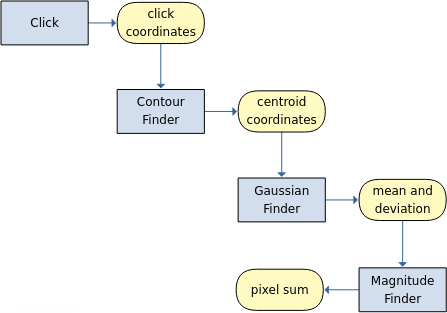 Click
click
coordinates
Contour
Finder
centroid
coordinates
Gaussian
Finder
mean and
deviation
pixel sum
Magnitude
Finder